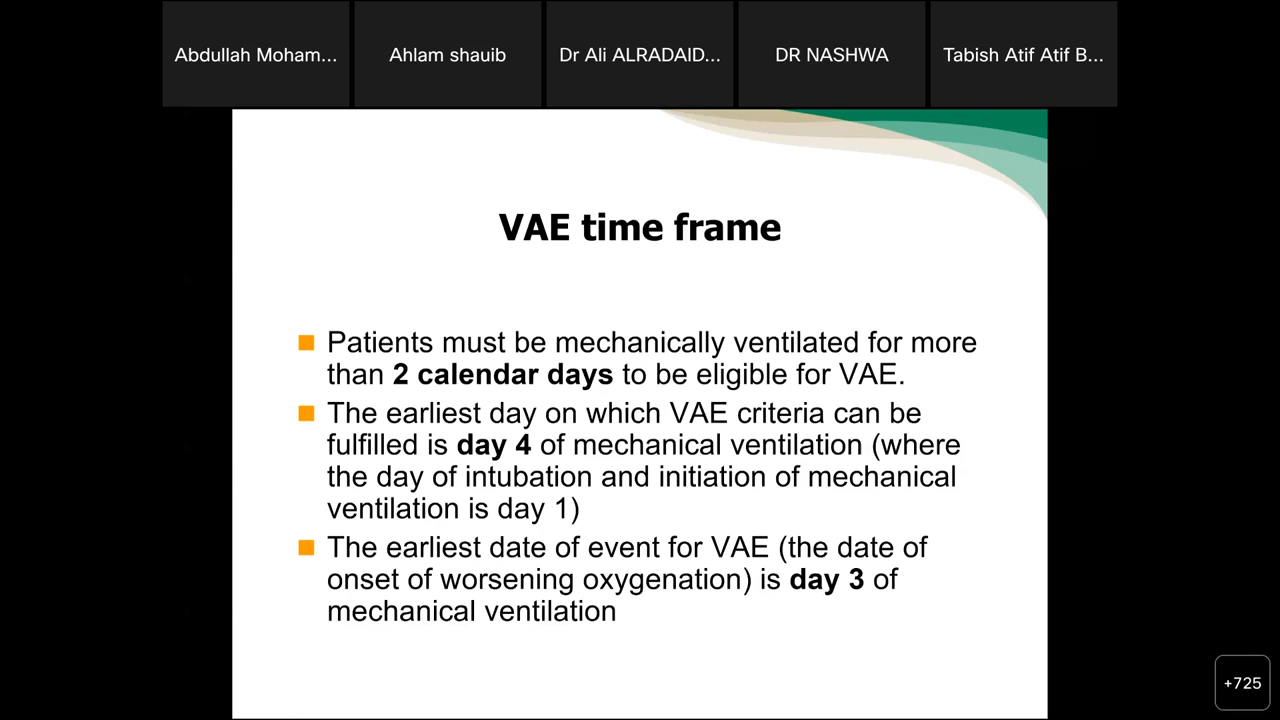 Abdullah Moham...
Ahlam shauib
Dr Ali ALRADAID...
DR NASHWA
Tabish Atif Atif B...
VAE time frame
Patients must be mechanically ventilated for more
than 2 calendar days to be eligible for VAE.
The earliest day on which VAE criteria can be
fulfilled is day 4 of mechanical ventilation (where
the day of intubation and initiation of mechanical
ventilation is day 1)
The earliest date of event for VAE (the date of
onset of worsening oxygenation) is day 3 of
mechanical ventilation
+725